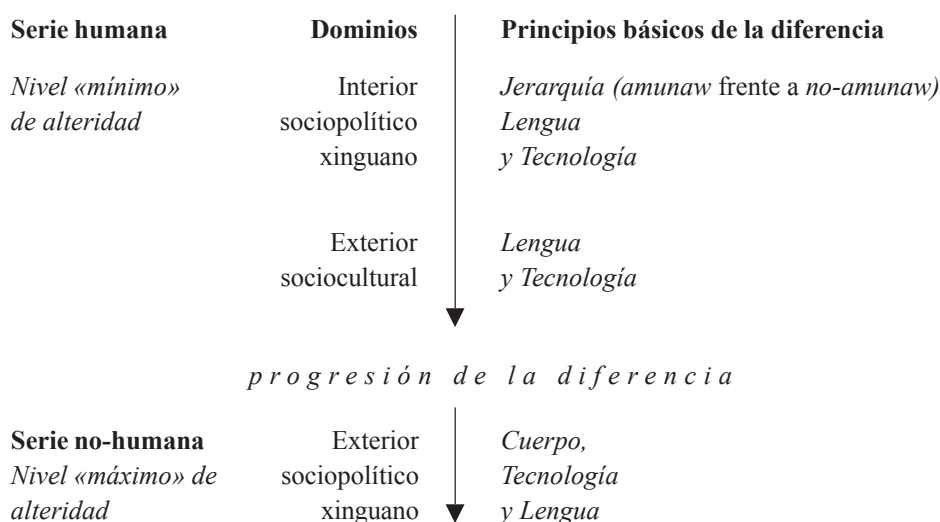 Serie humana Dominios Principios básicos de la diferencia
Nivel «mínimo» Interior Jerarquía (amunaw frente a no-amunaw)
de alteridad sociopolítico Lengua
xinguano y Tecnología
Exterior Lengua
sociocultural y Tecnología
progresión de la diferencia
Serie no-humana Exterior Cuerpo,
Nivel «máximo» de sociopolítico Tecnología
alteridad xinguano y Lengua